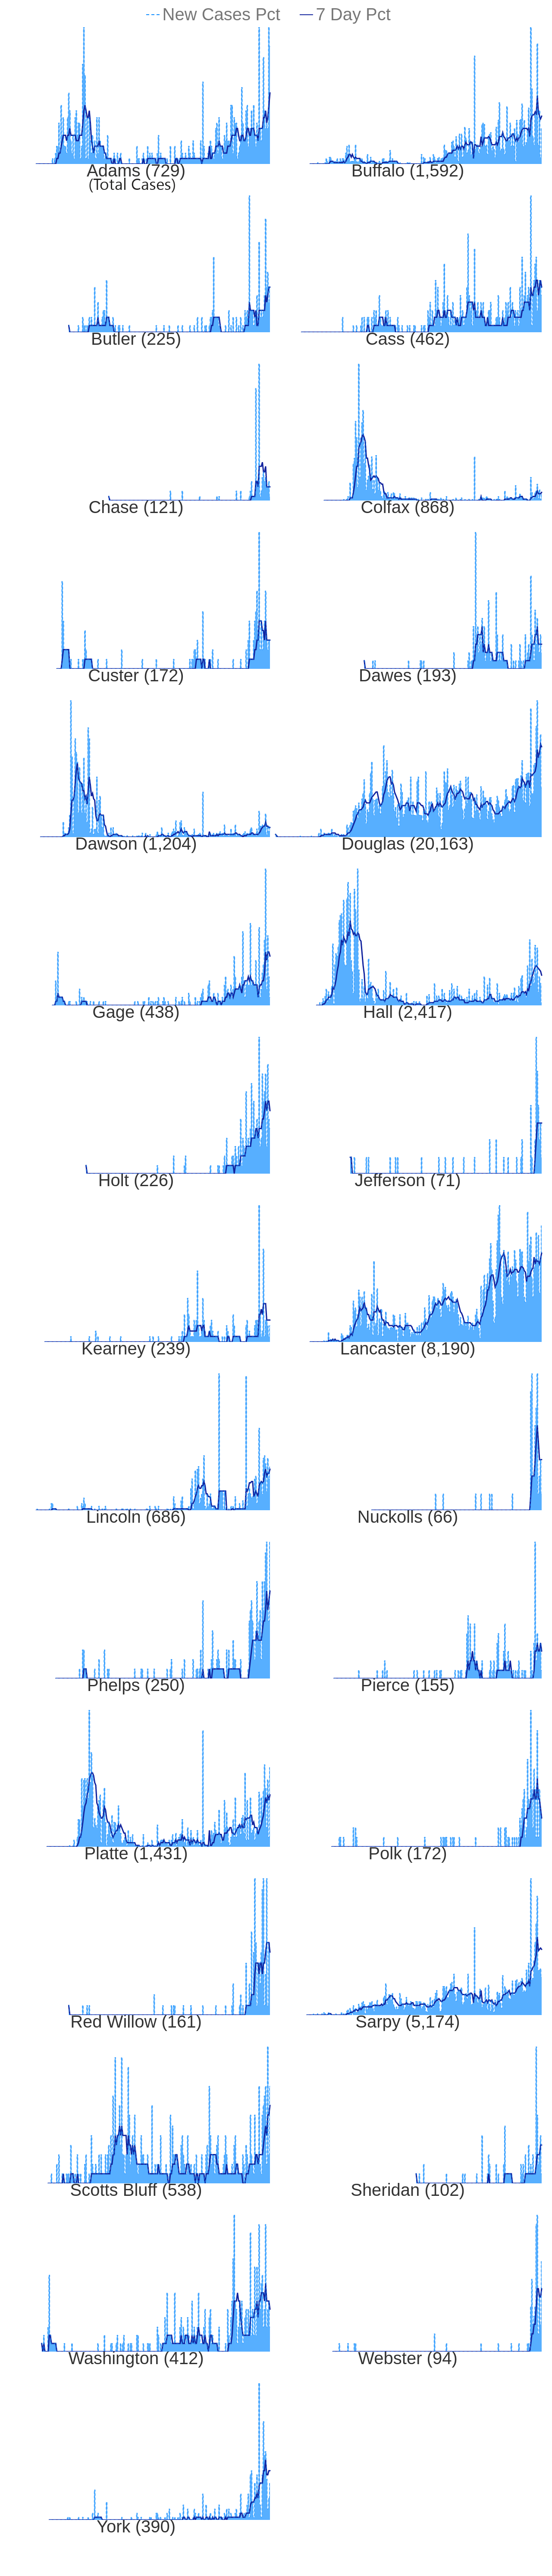 New Cases Pct 7 Day Pct
Adams (729) Buffalo (1,592)
(Total Cases)
Butler (225) Cass (462)
Chase (121) Colfax (868)
Custer (172) Dawes (193)
Dawson (1,204) Douglas (20,163)
Gage (438) Hall (2,417)
Holt (226) Jefferson (71)
Kearney (239) Lancaster (8,190)
Lincoln (686) Nuckolls (66)
Phelps (250) Pierce (155)
Platte (1,431) Polk (172)
Red Willow (161) Sarpy (5,174)
Scotts Bluff (538) Sheridan (102)
Washington (412) Webster (94)
York (390)